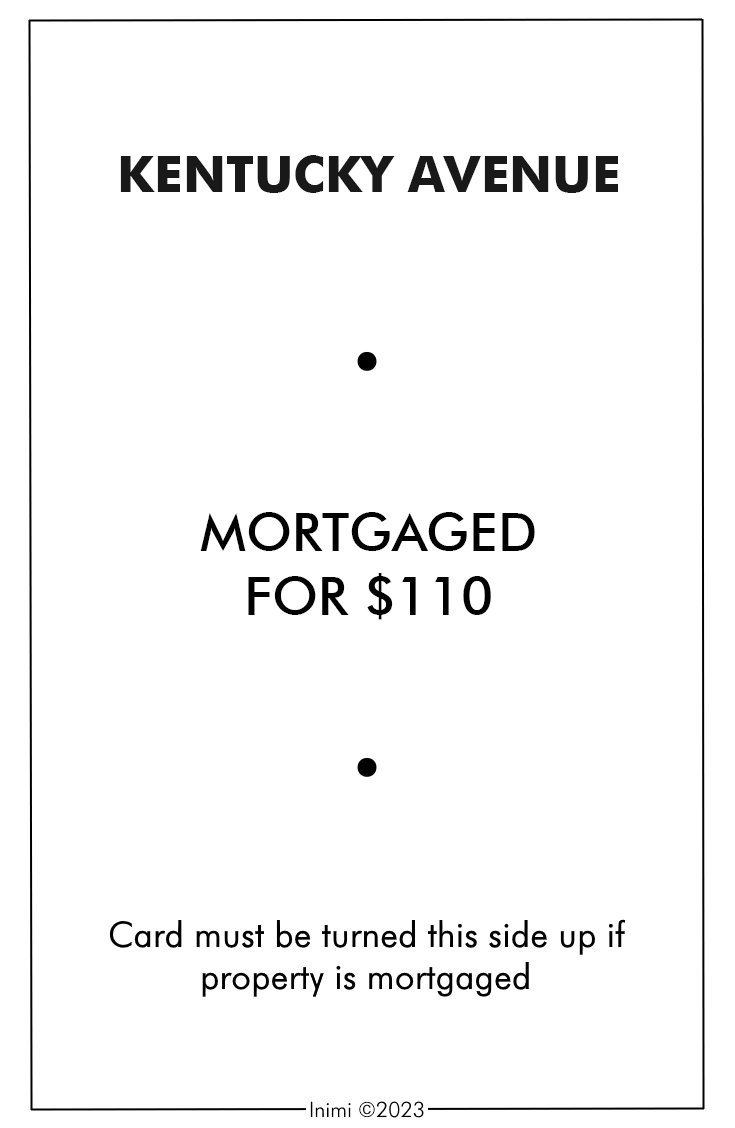 KENTUCKY AVENUE
MORTGAGED
FOR $110
Card must be turned this side up if
property is mortgaged
Inimi ©2023